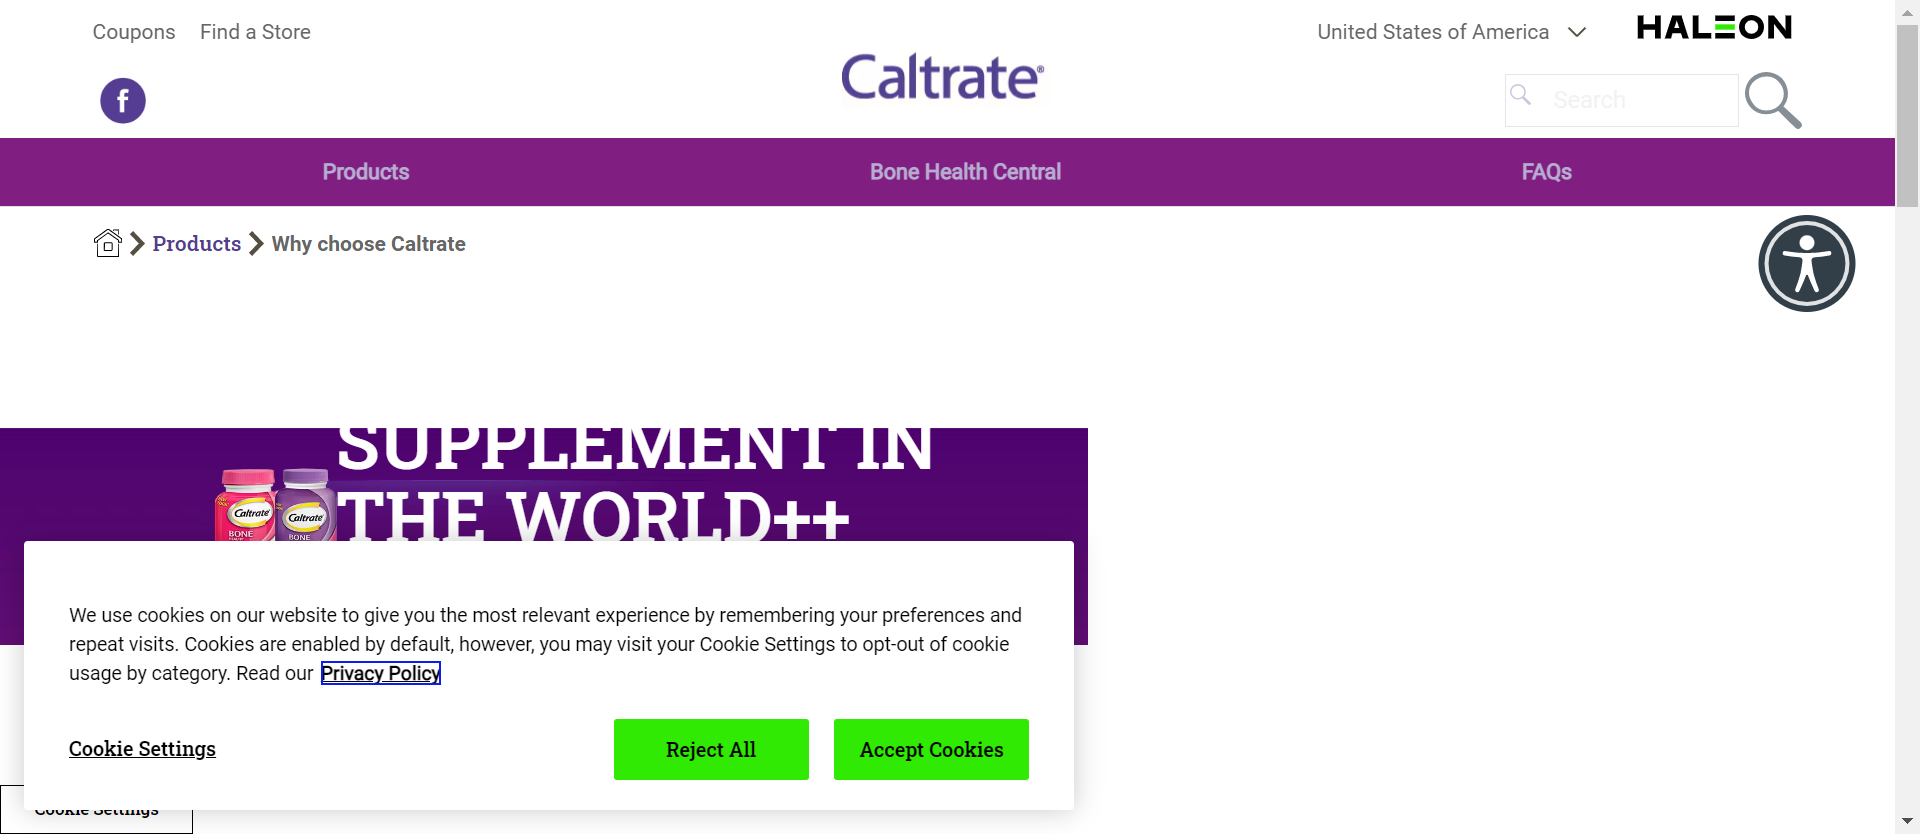 Coupons Find a Store
United States of America
HALEON
Caltrate®
Search
Products Bone Health Central FAQs
Products Why choose Caltrate
SUPPLEMENT IN
THE WORLD++
Caltrate Caltrate
BONE BONE
We use cookies on our website to give you the most relevant experience by remembering your preferences and
repeat visits. Cookies are enabled by default, however, you may visit your Cookie Settings to opt-out of cookie
usage by category. Read our Privacy Policy
Cookie Settings Reject All Accept Cookies
Cookie Settings